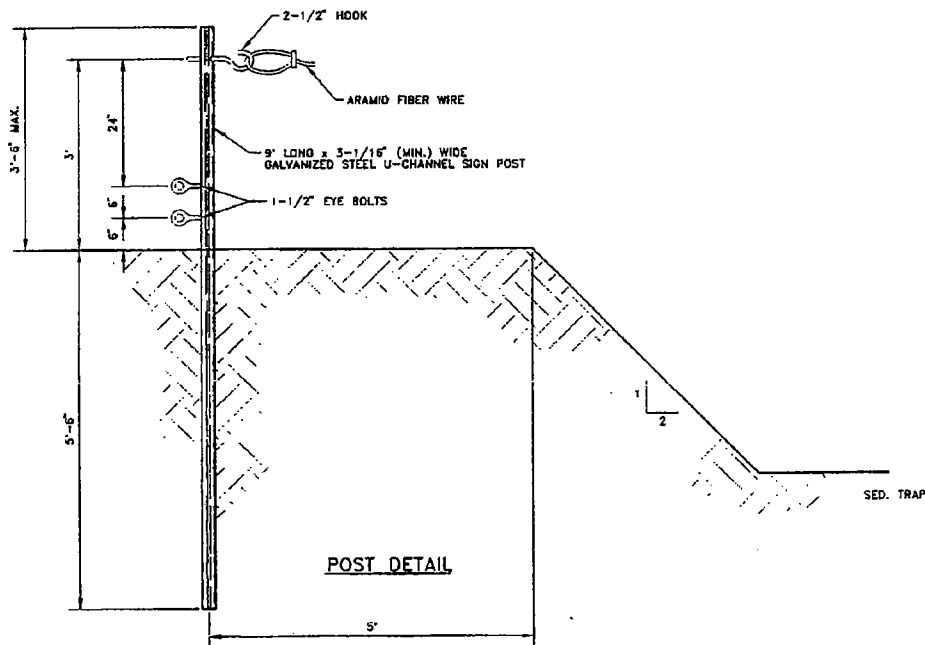 2-1/2" HOOK
ARAMID FIBER WIRE
3'-6" MAX.
3'
24"
9' LONG x 3-1/16" (MIN.) WIDE
GALVANIZED STEEL U-CHANNEL SIGN POST
6"
1-1/2" EYE BOLTS
6"
5'-6"
1
2
SED. TRAP
POST DETAIL
5'